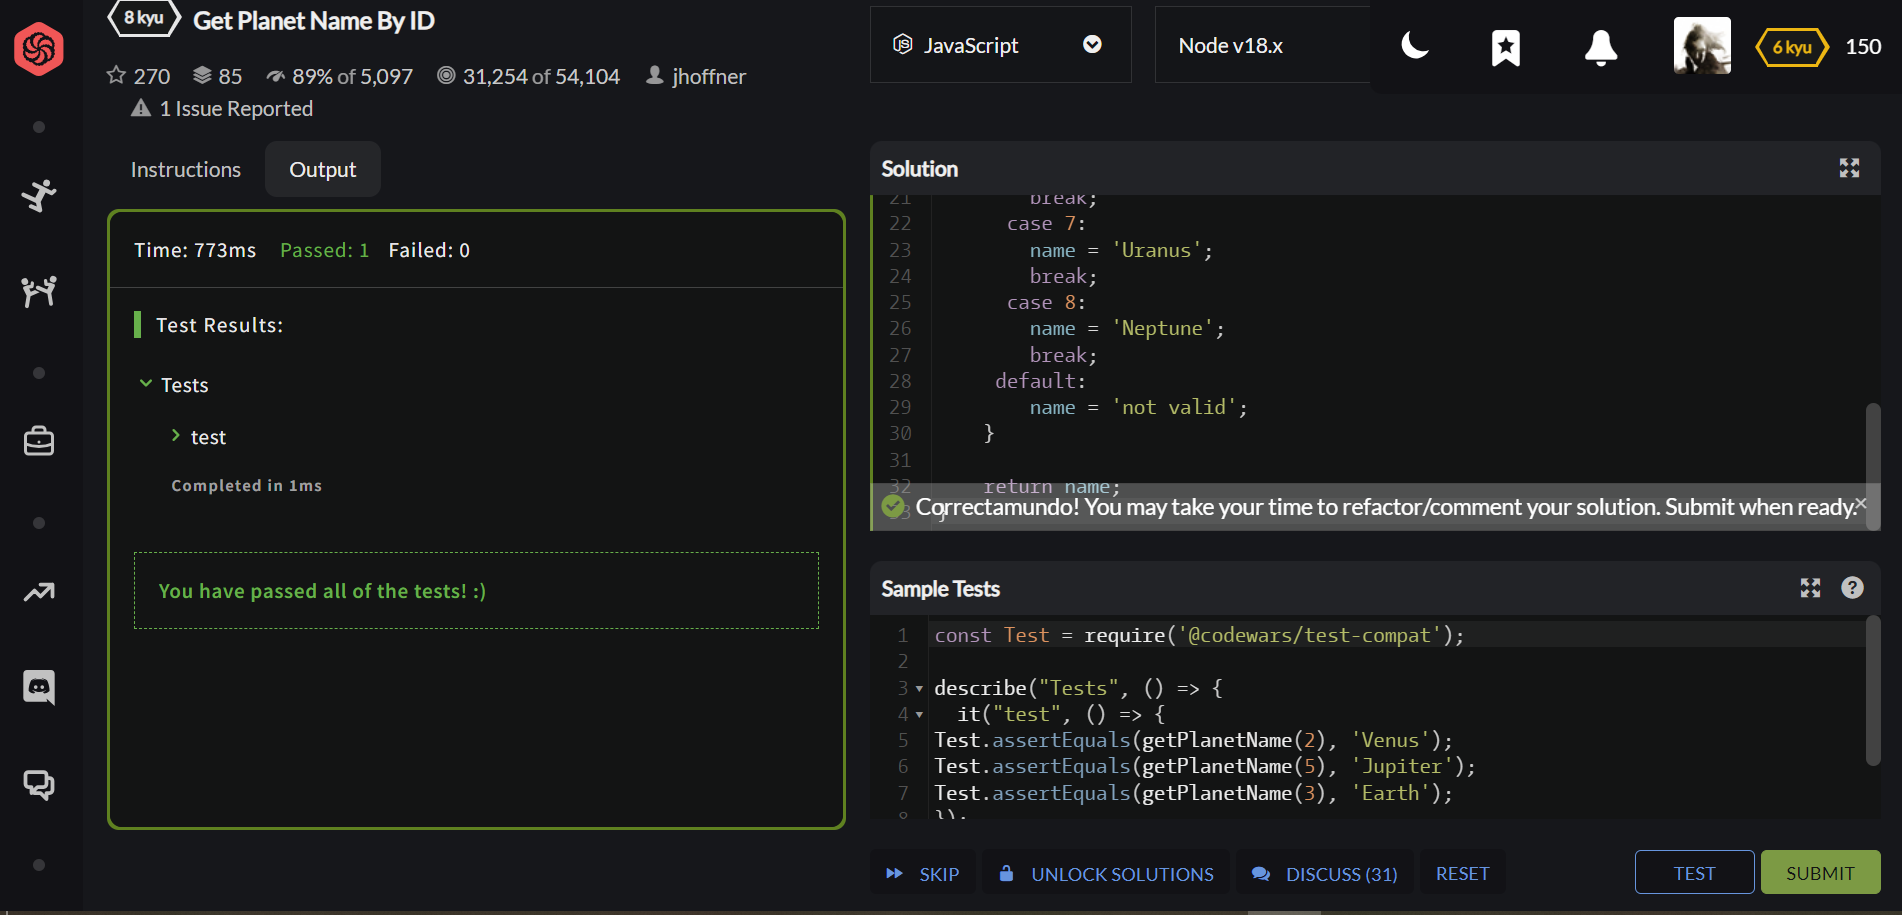 8 kyu
Get Planet Name By ID
270 85 89% of 5,097 31,254 of 54,104 jhoffner
1 Issue Reported
JavaScript
Node v18.x
6 kyu
150
Instructions
Output
Time: 773ms Passed: 1 Failed: 0
Test Results:
Tests
test
Completed in 1ms
You have passed all of the tests! :)
Solution
21 break;
22 case 7:
23 name = 'Uranus';
24 break;
25 case 8:
26 name = 'Neptune';
27 break;
28 default:
29 name = 'not valid';
30 }
31
32 return name;
33 }
Correctamundo! You may take your time to refactor/comment your solution. Submit when ready.
Sample Tests
1 const Test = require('@codewars/test-compat');
2
3 describe("Tests", () => {
4 it("test", () => {
5 Test.assertEquals(getPlanetName(2), 'Venus');
6 Test.assertEquals(getPlanetName(5), 'Jupiter');
7 Test.assertEquals(getPlanetName(3), 'Earth');
8 });
SKIP
UNLOCK SOLUTIONS
DISCUSS (31)
RESET
TEST
SUBMIT